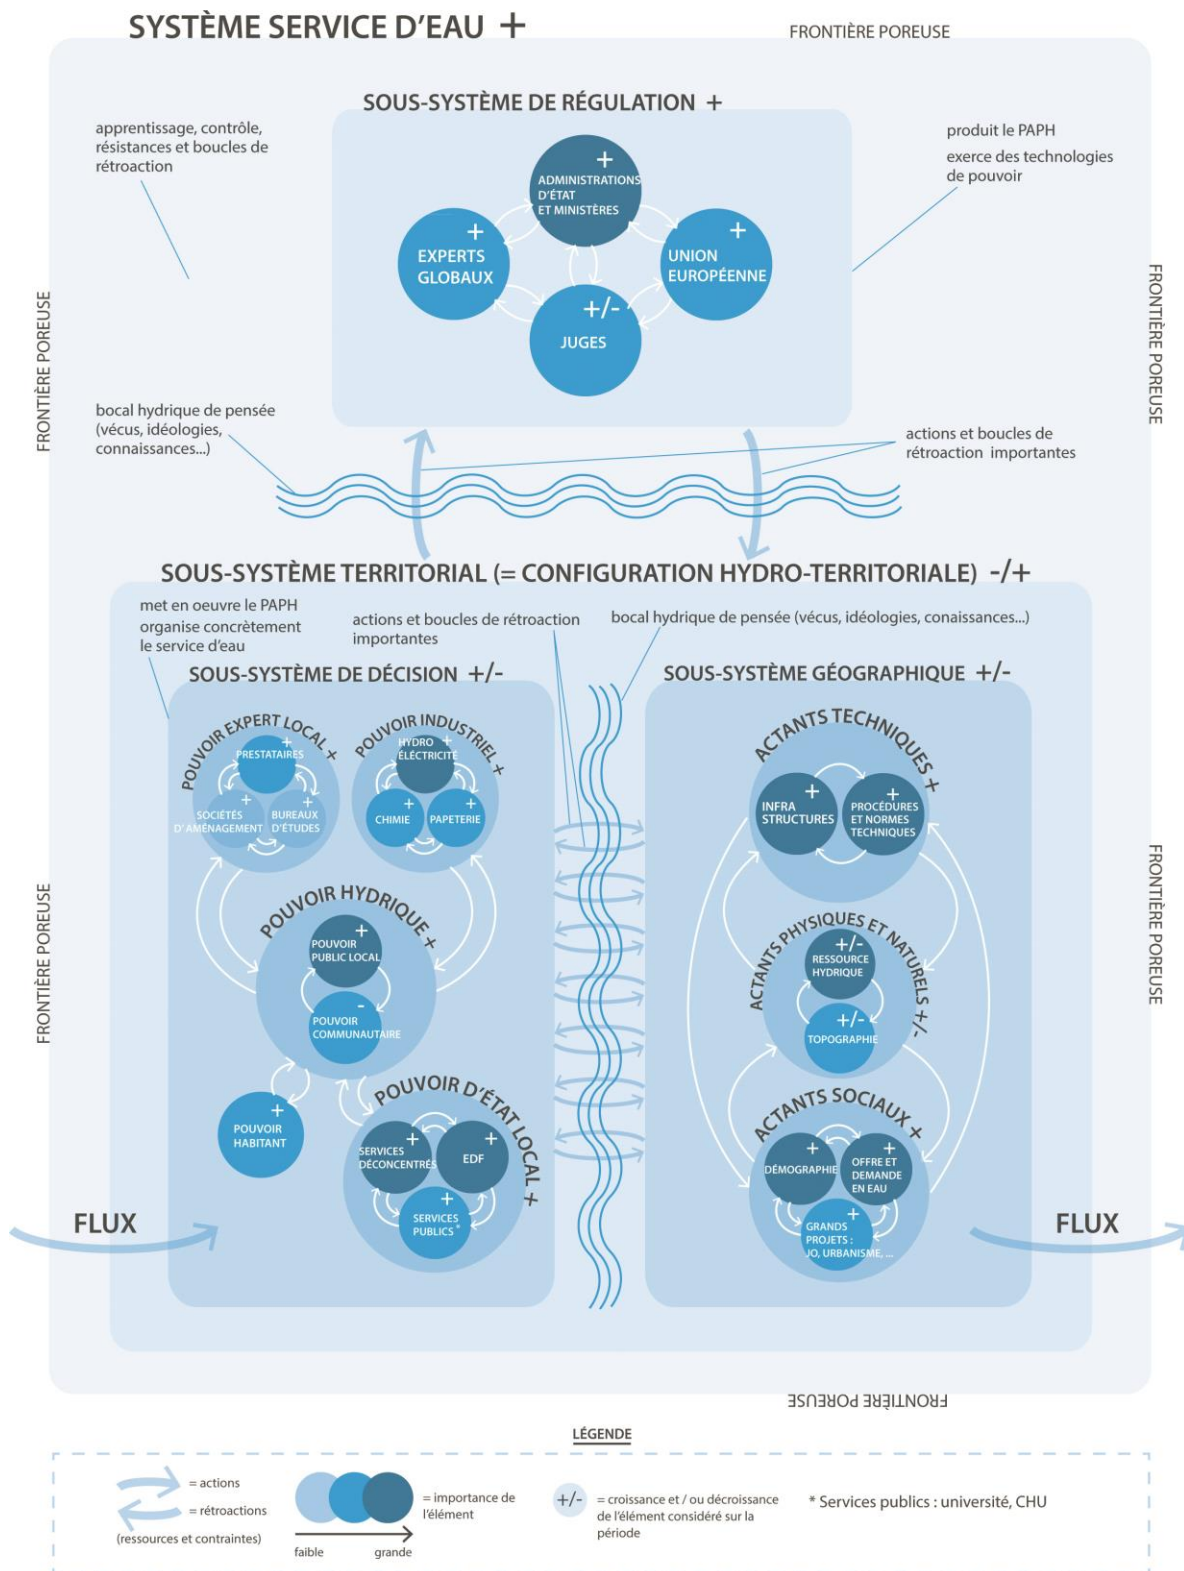 SYSTÈME SERVICE D'EAU +
FRONTIÈRE POREUSE
SOUS-SYSTÈME DE RÉGULATION +
apprentissage, contrôle,
résistances et boucles de
rétroaction
produit le PAPH
exerce des technologies
de pouvoir
+
ADMINISTRATIONS
D'ÉTAT
ET MINISTÈRES
+
EXPERTS
GLOBAUX
+
UNION
EUROPÉENNE
+/-
JUGES
FRONTIÈRE POREUSE
FRONTIÈRE POREUSE
bocal hydrique de pensée
(vécus, idéologies,
connaissances...)
actions et boucles de
rétroaction importantes
SOUS-SYSTÈME TERRITORIAL (= CONFIGURATION HYDRO-TERRITORIALE) -/+
met en oeuvre le PAPH
organise concrètement
le service d'eau
actions et boucles de rétroaction
importantes
bocal hydrique de pensée (vécus, idéologies, conaissances...)
SOUS-SYSTÈME DE DÉCISION +/-
SOUS-SYSTÈME GÉOGRAPHIQUE +/-
POUVOIR EXPERT LOCAL +
+
PRESTATAIRES
+
SOCIÉTÉS
D'AMÉNAGEMENT
+
BUREAUX
D'ÉTUDES
POUVOIR INDUSTRIEL +
+
HYDRO
ÉLÉCTRICITÉ
+
CHIMIE
+
PAPETERIE
POUVOIR HYDRIQUE +
+
POUVOIR
PUBLIC LOCAL
-
POUVOIR
COMMUNAUTAIRE
+
POUVOIR
HABITANT
POUVOIR D'ÉTAT LOCAL +
+
SERVICES
DÉCONCENTRÉS
+
EDF
+
SERVICES
PUBLICS *
ACTANTS TECHNIQUES +
+
INFRA
STRUCTURES
+
PROCÉDURES
ET NORMES
TECHNIQUES
ACTANTS PHYSIQUES ET NATURELS +/-
+/-
RESSOURCE
HYDRIQUE
+/-
TOPOGRAPHIE
ACTANTS SOCIAUX +
+
DÉMOGRAPHIE
+
OFFRE ET
DEMANDE
EN EAU
+
GRANDS
PROJETS :
JO, URBANISME, ...
FRONTIÈRE POREUSE
FRONTIÈRE POREUSE
FLUX
FLUX
FRONTIÈRE POREUSE
LÉGENDE
= actions
= rétroactions
(ressources et contraintes)
= importance de
l'élément
faible
grande
+/-
= croissance et / ou décroissance
de l'élément considéré sur la
période
* Services publics : université, CHU